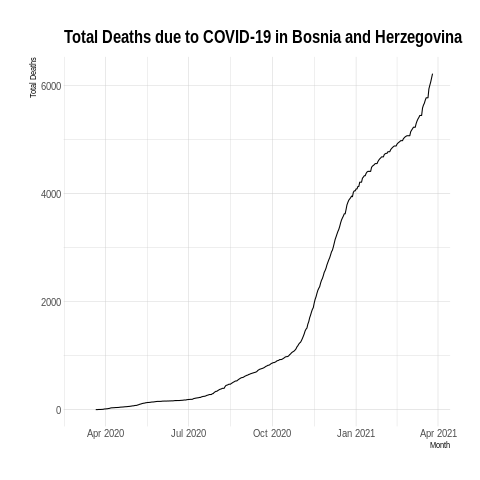 Total Deaths due to COVID-19 in Bosnia and Herzegovina
Total Deaths
6000
4000
2000
0
Apr 2020 Jul 2020 Oct 2020 Jan 2021 Apr 2021
Month